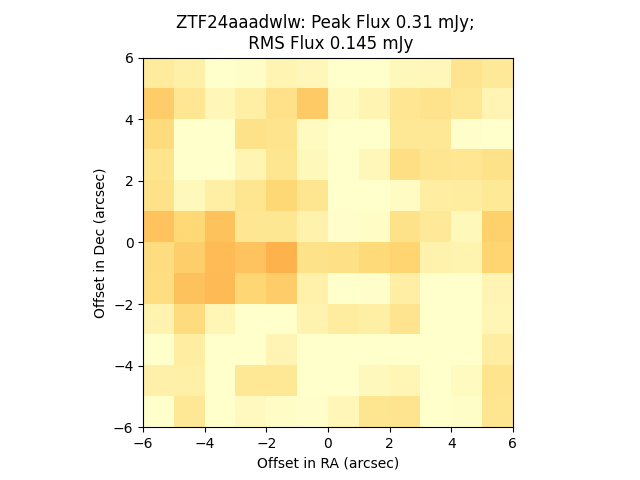 ZTF24aaadwlw: Peak Flux 0.31 mJy;
RMS Flux 0.145 mJy
6
4
2
0
−2
−4
−6
Offset in Dec (arcsec)
−6 −4 −2 0 2 4 6
Offset in RA (arcsec)